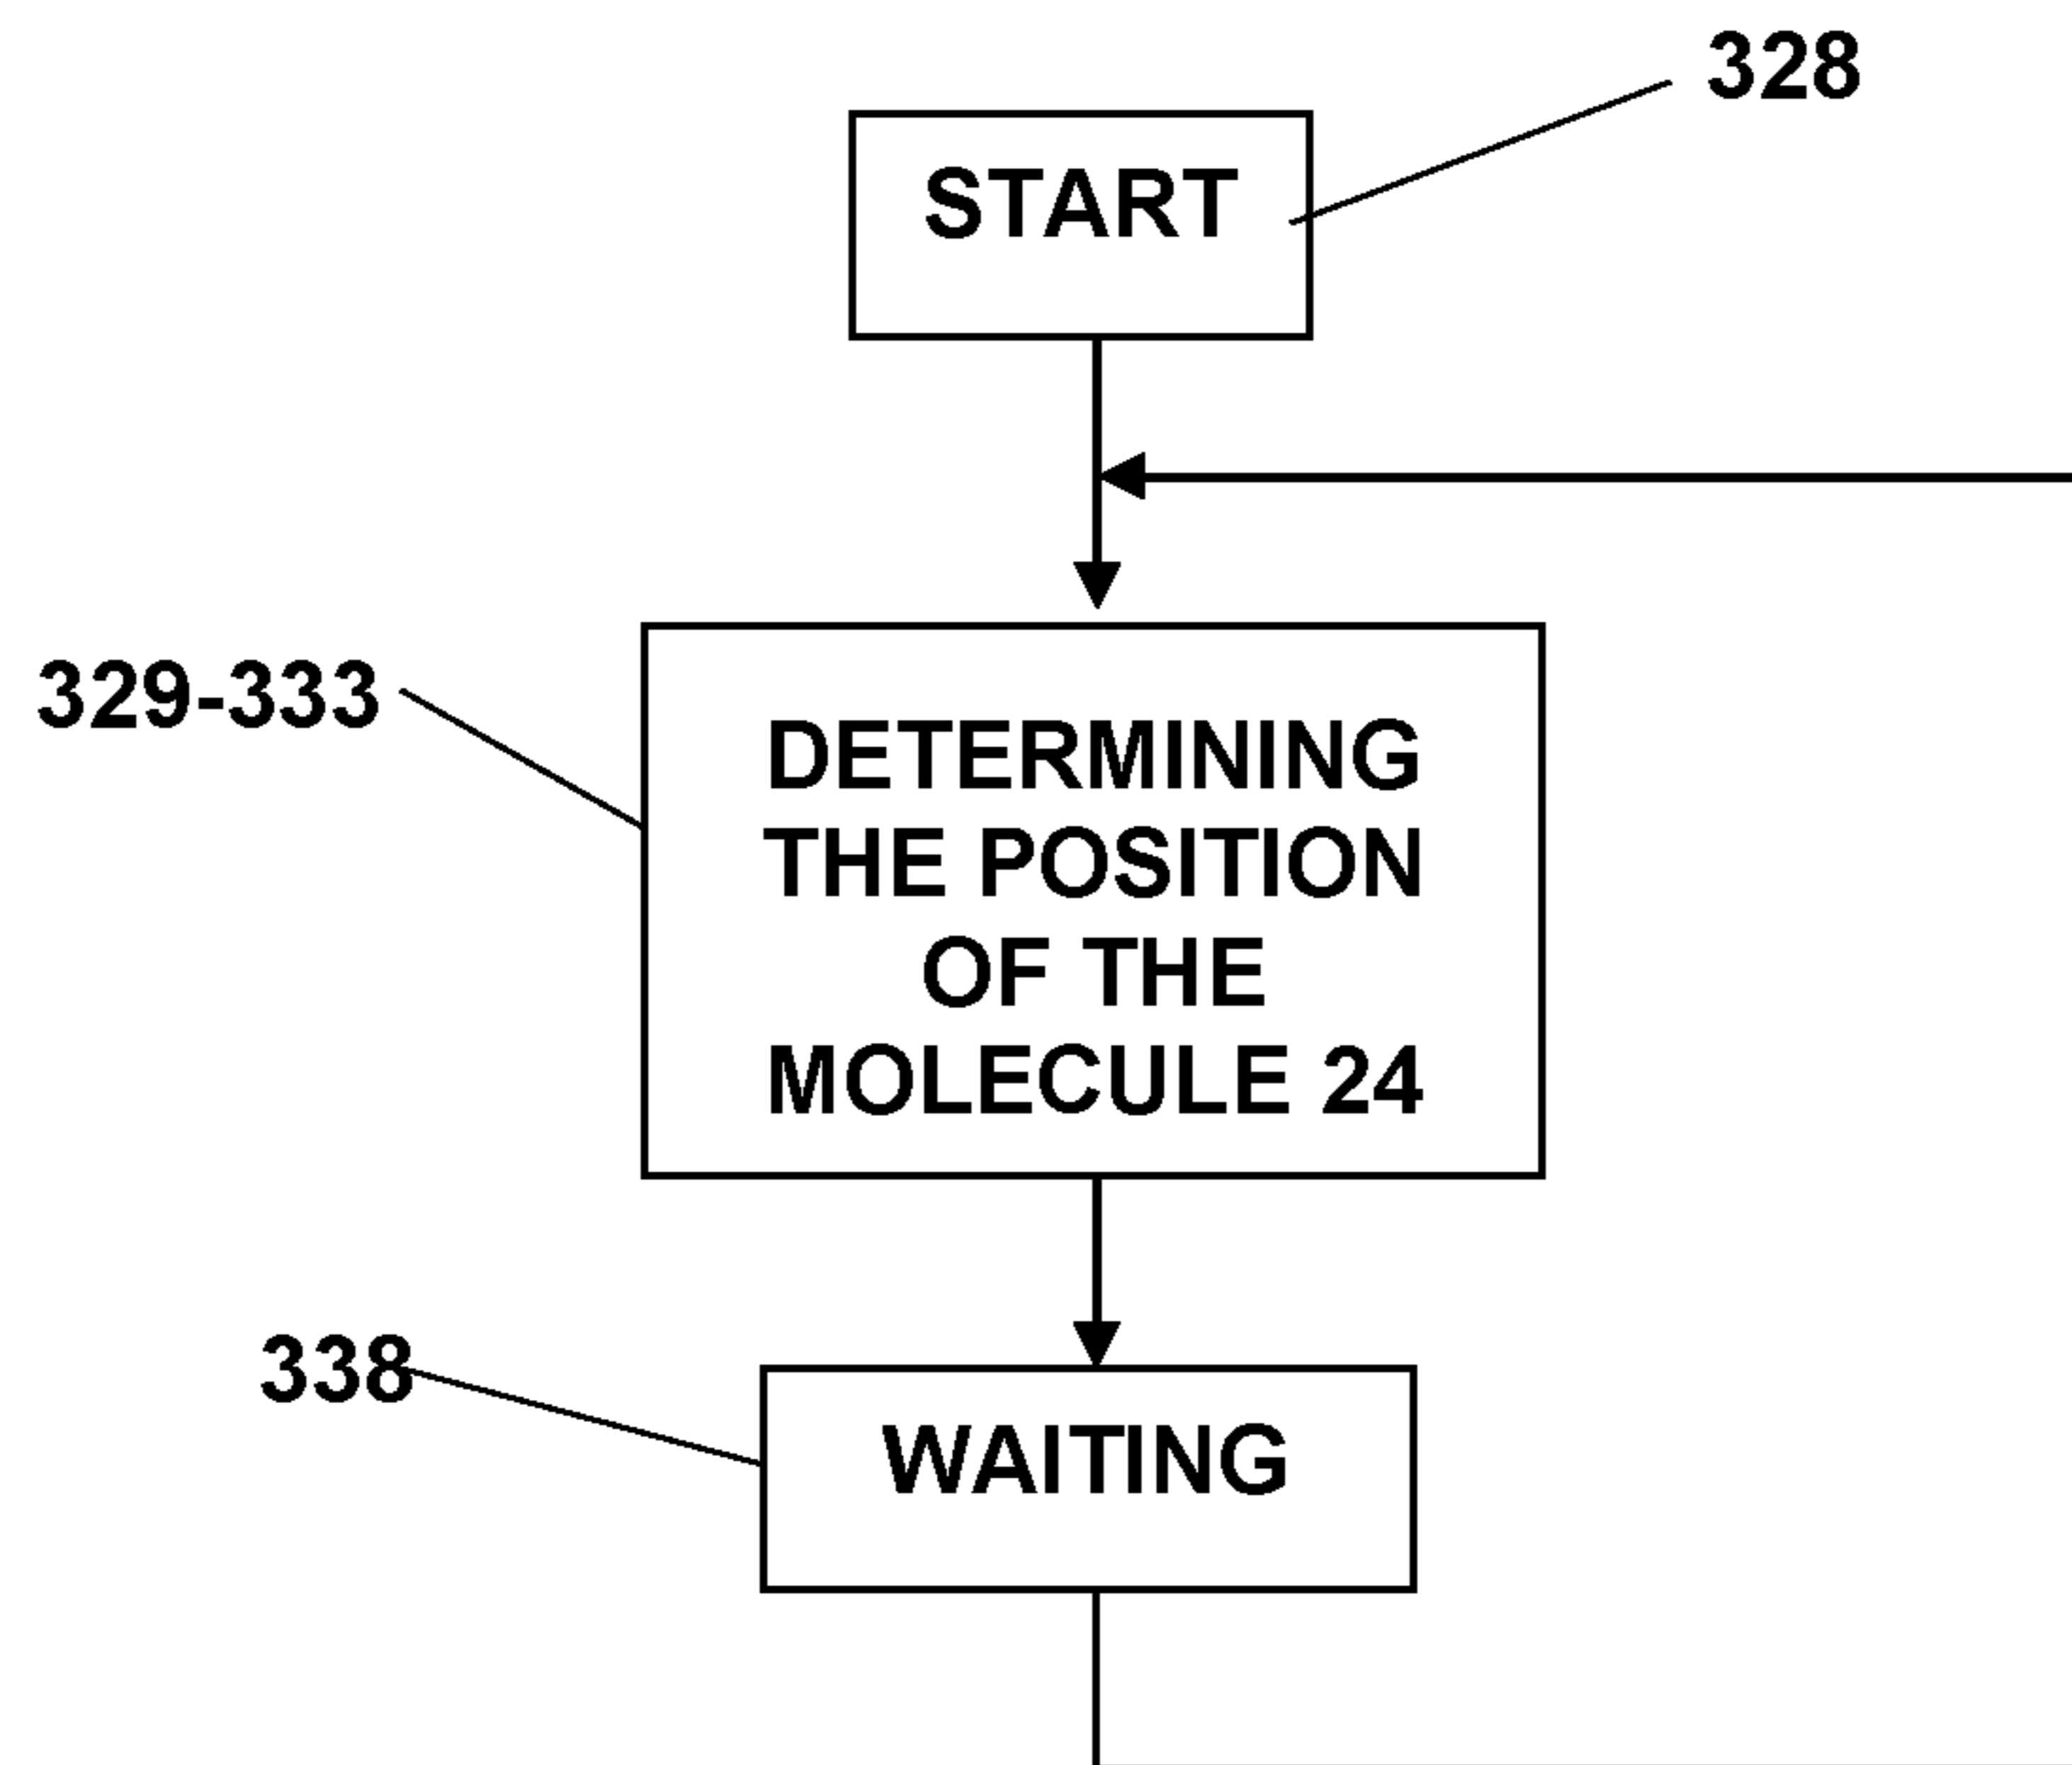 328
START
329-333
DETERMINING
THE POSITION
OF THE
MOLECULE 24
338
WAITING